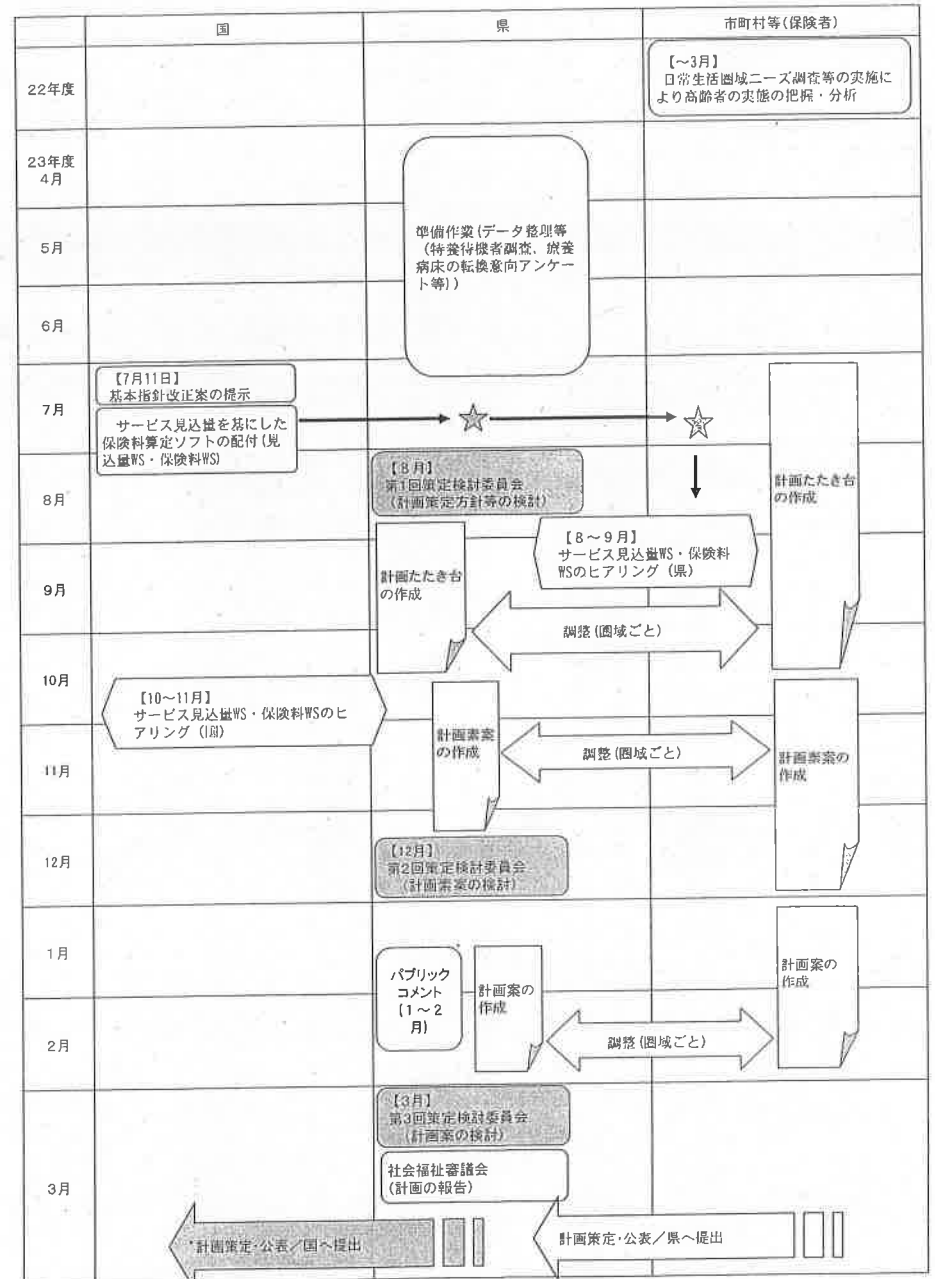 国
県
市町村等(保険者)
22年度
【～3月】
日常生活圏域ニーズ調査等の実施に
より高齢者の実態の把握・分析
23年度
4月
準備作業(データ整理等
(特養待機者調査、療養
病床の転換意向アンケー
ト等))
5月
6月
7月
【7月11日】
基本指針改正案の提示
サービス見込量を基にした
保険料算定ソフトの配付(見
込量WS・保険料WS)
8月
【8月】
第1回策定検討委員会
(計画策定方針等の検討)
計画たたき台
の作成
【8～9月】
サービス見込量WS・保険料
WSのヒアリング(県)
9月
計画たたき台
の作成
調整(圏域ごと)
10月
【10～11月】
サービス見込量WS・保険料WSのヒ
アリング(国)
11月
計画素案
の作成
調整(圏域ごと)
計画素案の
作成
12月
【12月】
第2回策定検討委員会
(計画素案の検討)
1月
パブリック
コメント
(1～2
月)
計画案の
作成
計画案の
作成
2月
調整(圏域ごと)
3月
【3月】
第3回策定検討委員会
(計画案の検討)
社会福祉審議会
(計画の報告)
計画策定・公表／国へ提出
計画策定・公表／県へ提出